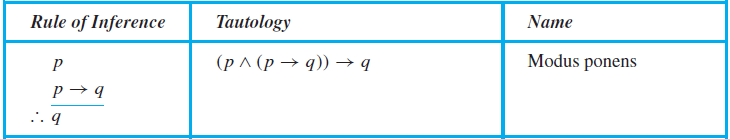 Rule of Inference Tautology Name
p (p ∧ (p → q)) → q Modus ponens
p → q
∴ q